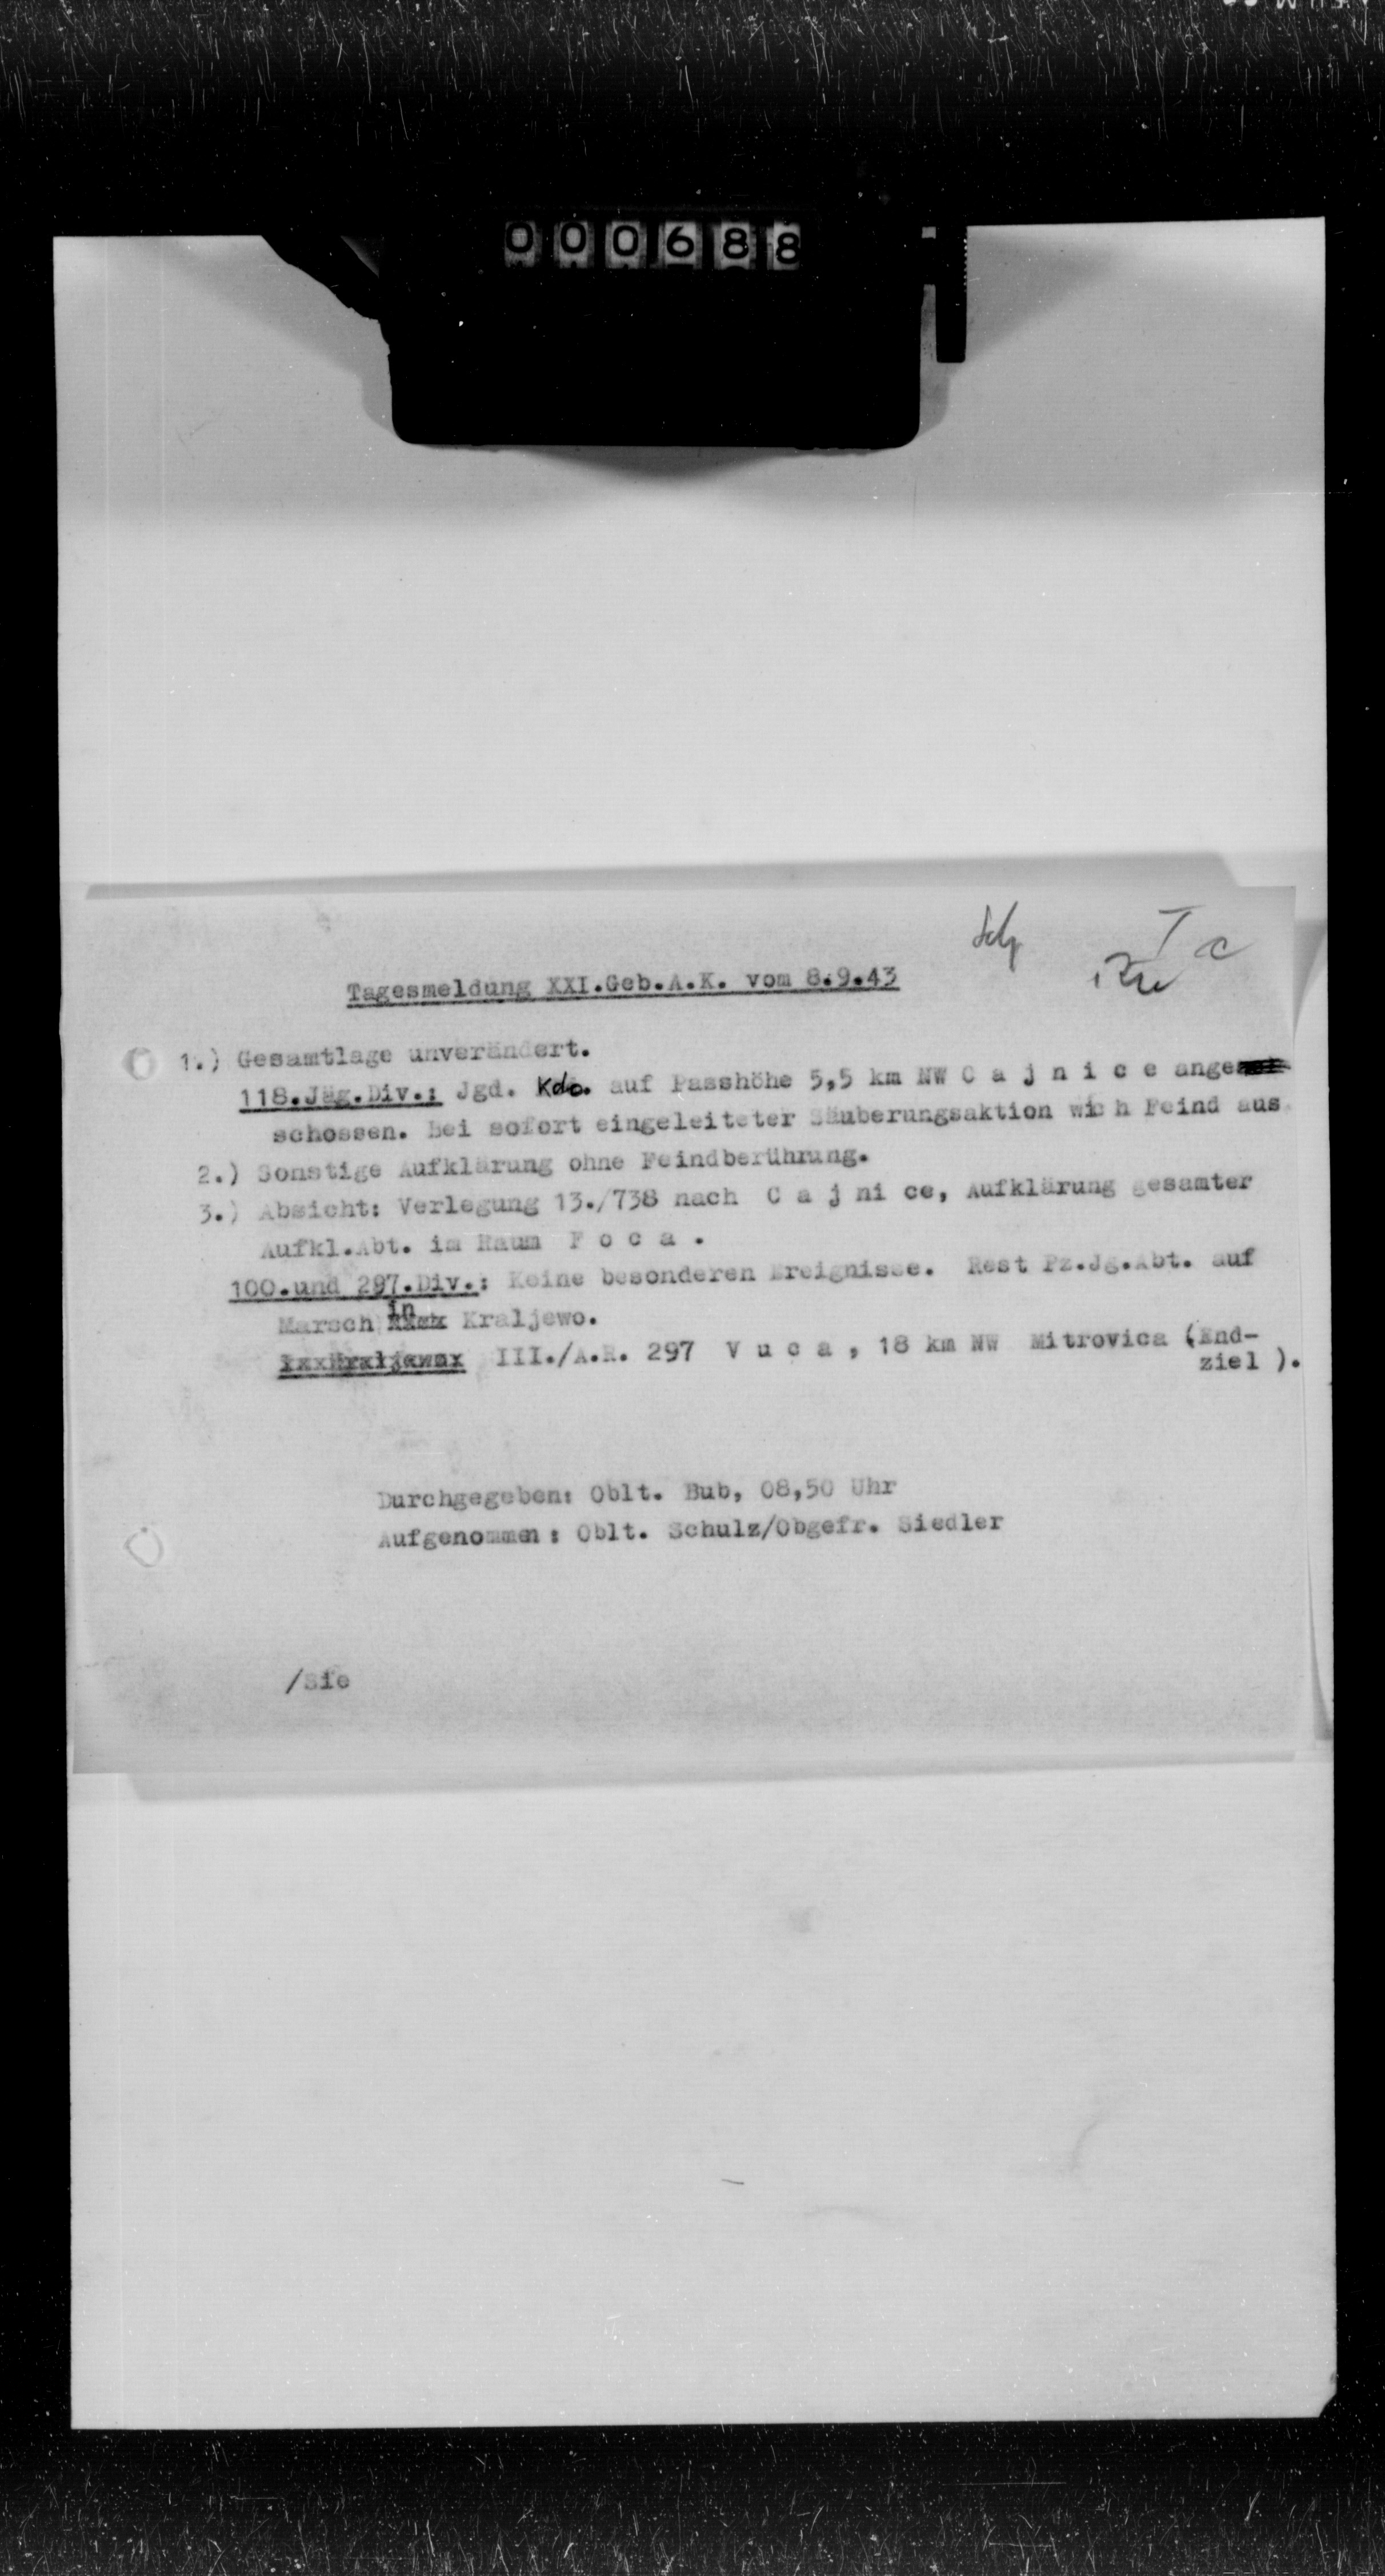 000688
Ic
Tagesmeldung XXI.Geb.A.K. vom 8.9.43
1.) Gesamtlage unverändert.
118.Jäg.Div.: Jgd. Kdo. auf Passhöhe 5,5 km NW C a j n i c e ange
schossen. Bei sofort eingeleiteter Säuberungsaktion wich Feind aus.
2.) Sonstige Aufklärung ohne Feindberührung.
3.) Absicht: Verlegung 13./738 nach C a j ni ce, Aufklärung gesamter
Aufkl.Abt. im Raum F o c a .
100.und 297.Div.: Keine besonderen Ereignisse. Rest Pz.Jg.Abt. auf
Marsch in Kraljewo.
III./A.R. 297 V u c a , 18 km NW Mitrovica (End-
ziel ).
Durchgegeben: Oblt. Bub, 08,50 Uhr
Aufgenommen : Oblt. Schulz/Obgefr. Siedler
/Sie